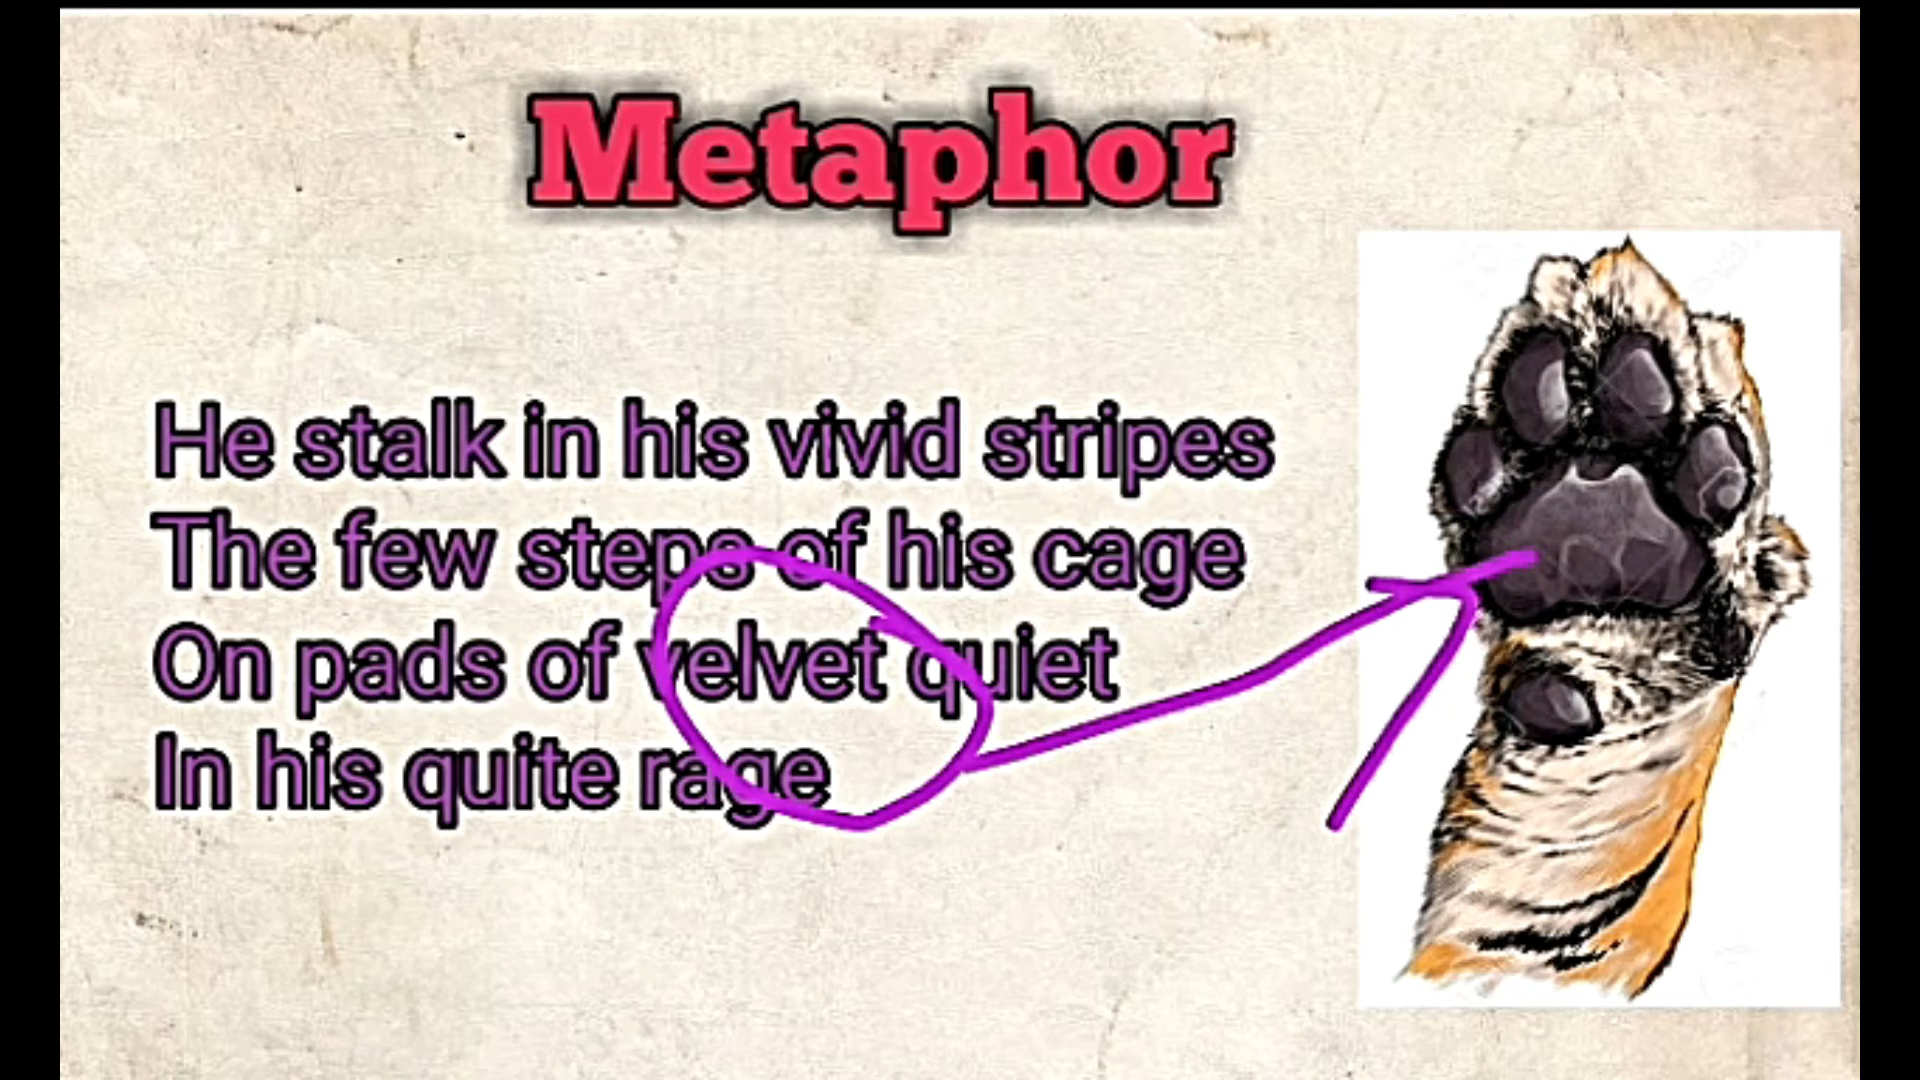 Metaphor
He stalk in his vivid stripes
The few steps of his cage
On pads of velvet quiet
In his quite rage